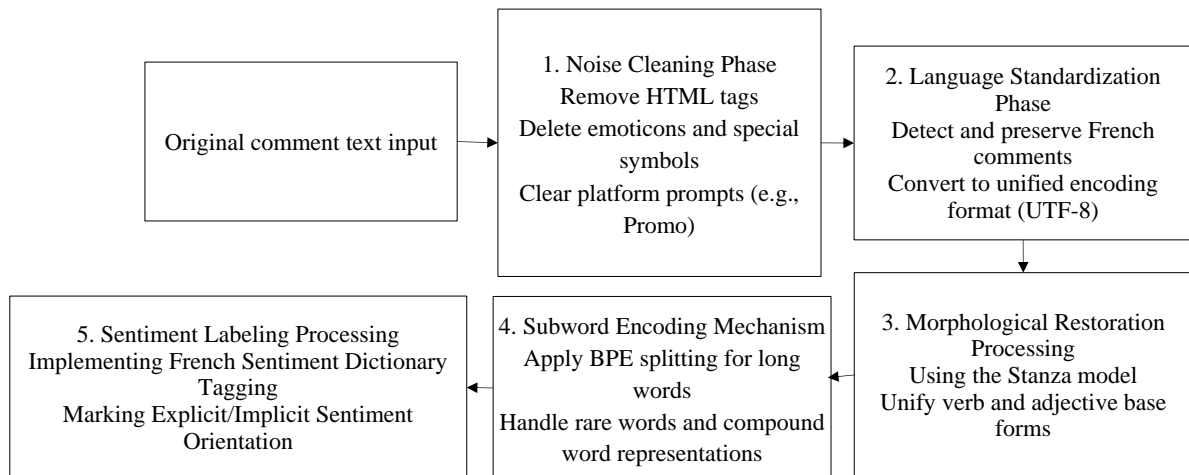 Original comment text input
1. Noise Cleaning Phase
Remove HTML tags
Delete emoticons and special
symbols
Clear platform prompts (e.g.,
Promo)
2. Language Standardization
Phase
Detect and preserve French
comments
Convert to unified encoding
format (UTF-8)
3. Morphological Restoration
Processing
Using the Stanza model
Unify verb and adjective base
forms
4. Subword Encoding Mechanism
Apply BPE splitting for long
words
Handle rare words and compound
word representations
5. Sentiment Labeling Processing
Implementing French Sentiment Dictionary
Tagging
Marking Explicit/Implicit Sentiment
Orientation